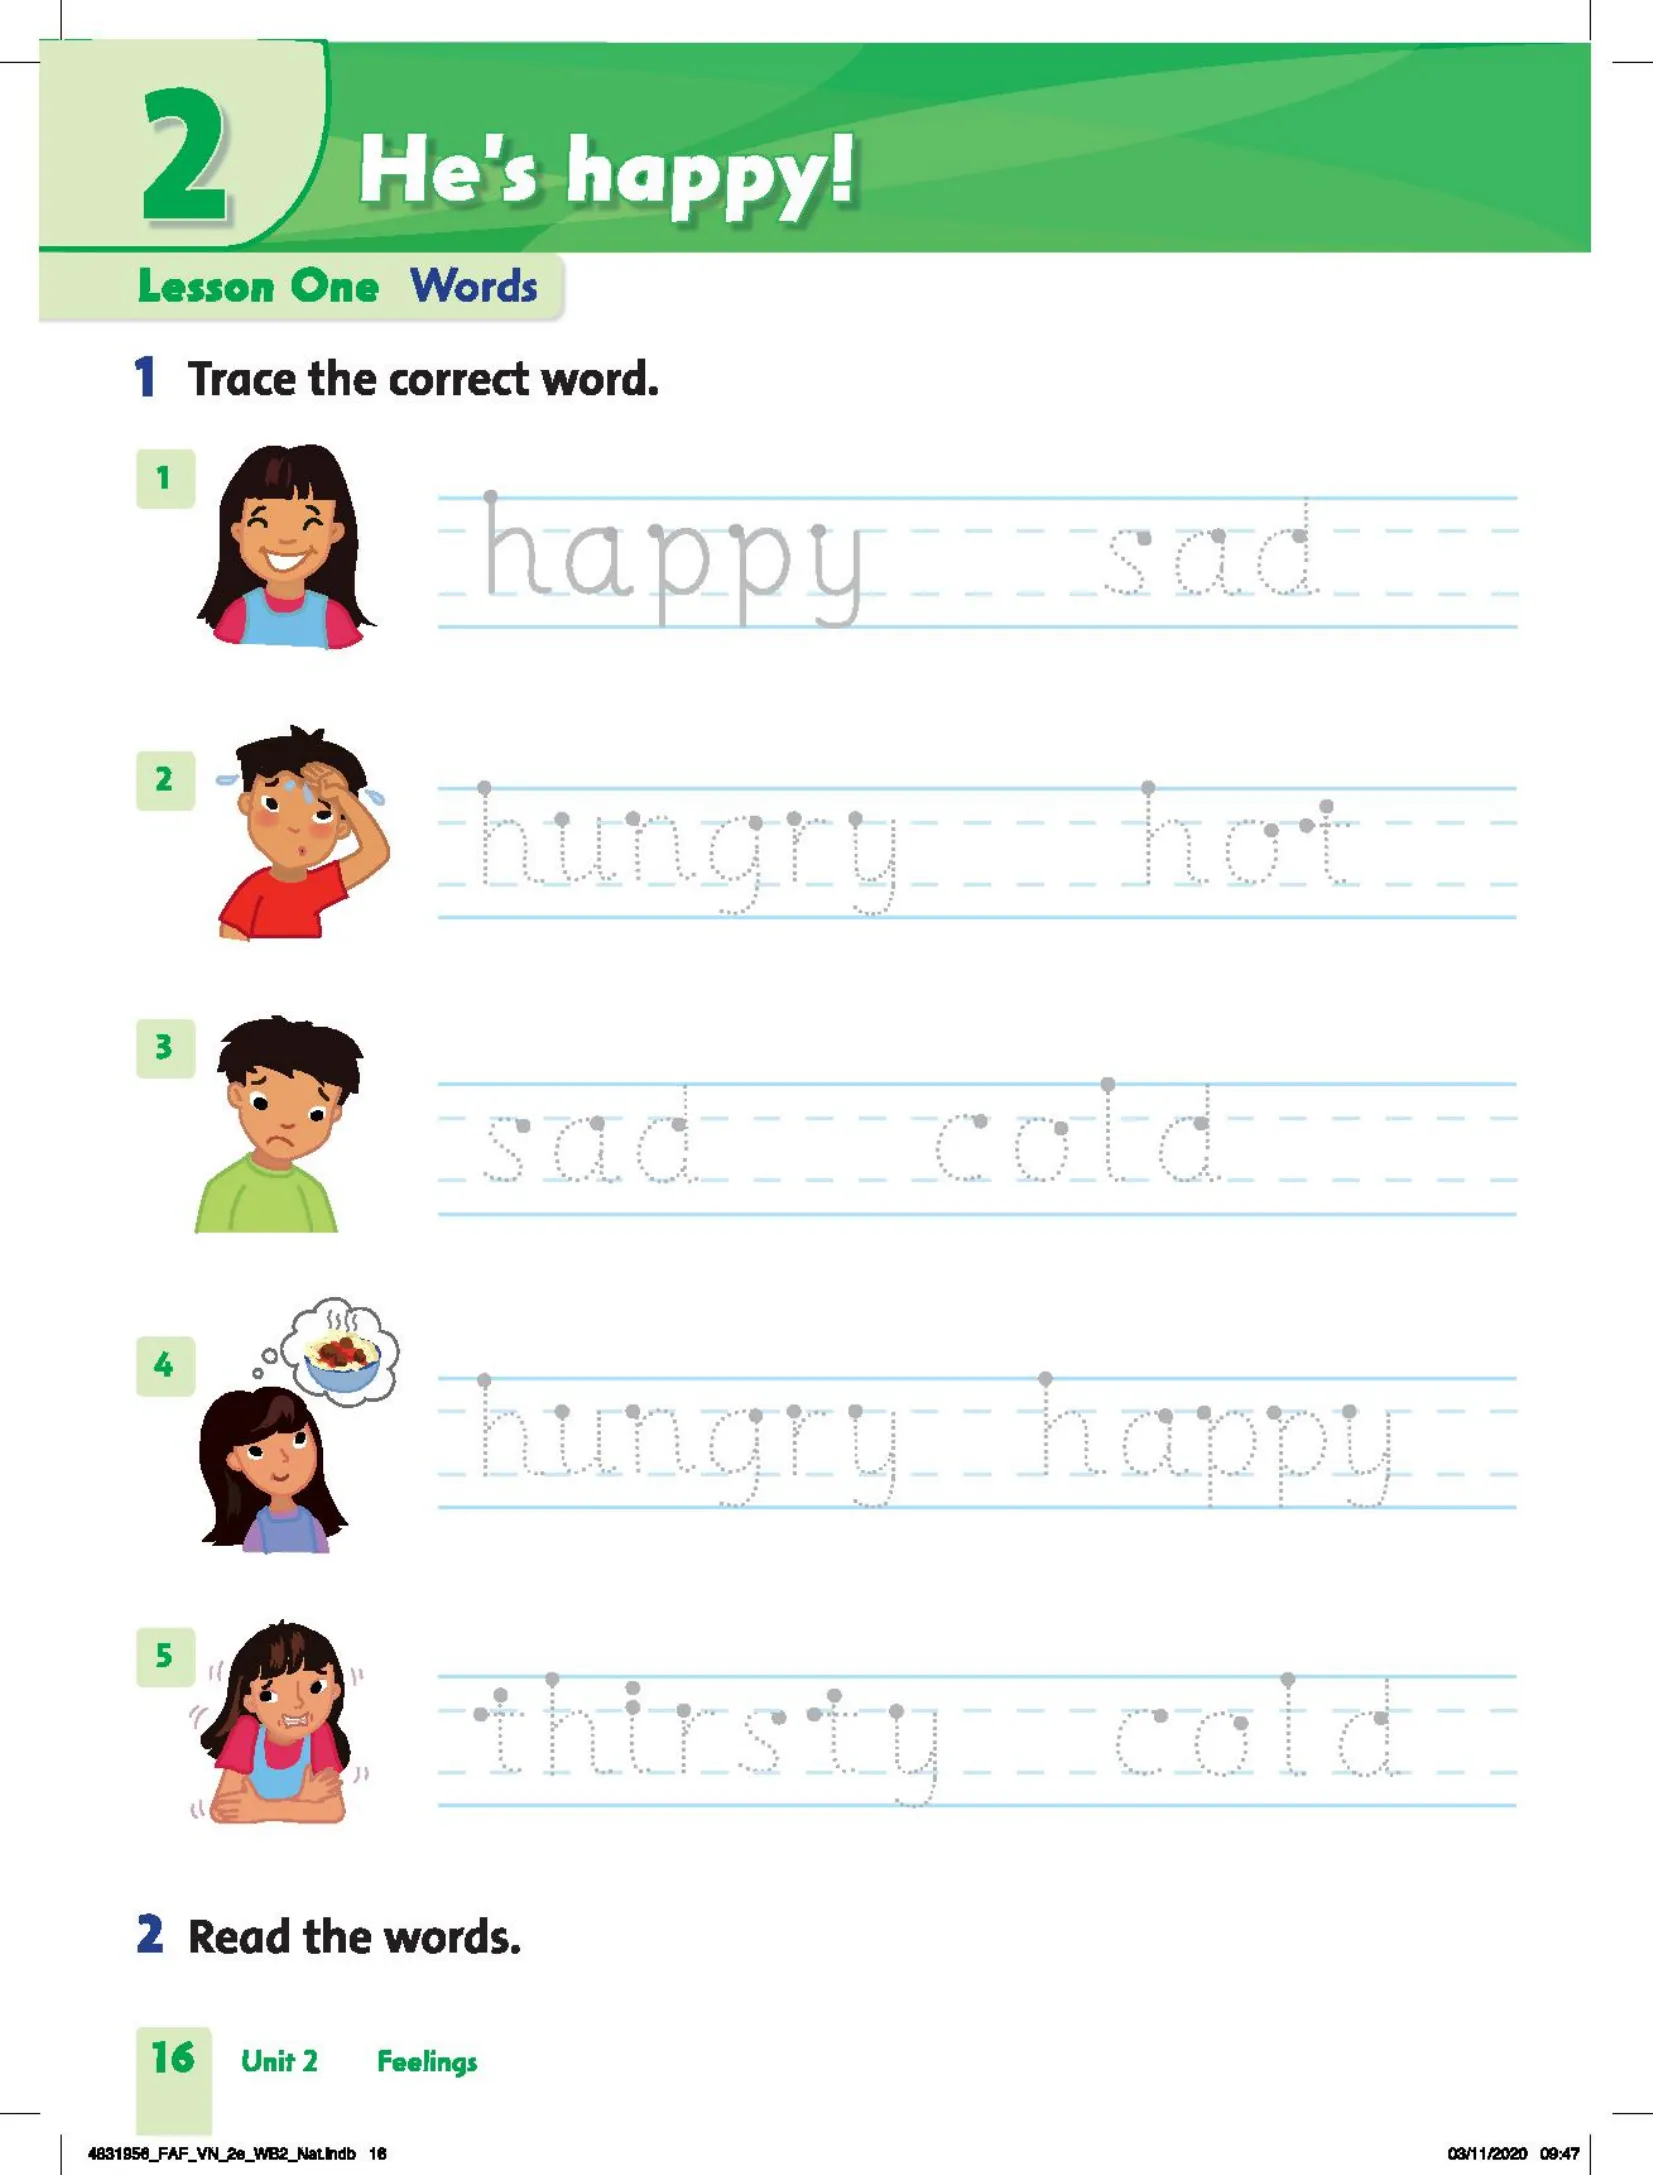 2
He's happy!
Lesson One Words
1 Trace the correct word.
1
happy sad
2
hungry hot
3
sad cold
4
hungry happy
5
thirsty cold
2 Read the words.
16 Unit 2 Feelings
4831956_FAF_VN_2e_WB2_Nat.indb 16 03/11/2020 09:47